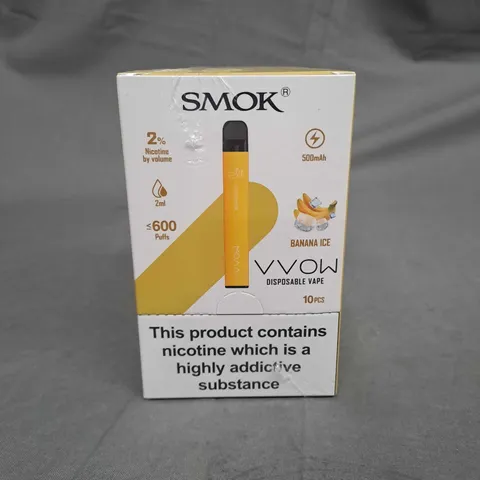 SMOK®
2%
Nicotine
by volume
500mAh
2ml
≤600
Puffs
BANANA ICE
VVOW
VVOW
DISPOSABLE VAPE
10PCS
This product contains
nicotine which is a
highly addictive
substance